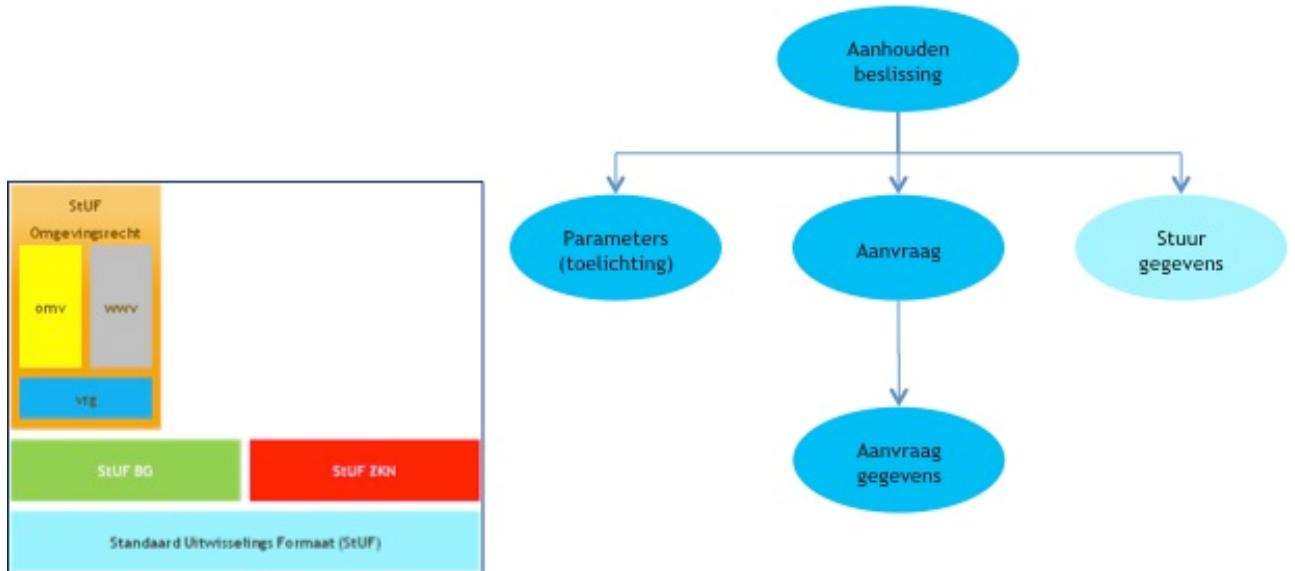 StUF
Omgevingsrecht
omv
wwv
vrg
StUF BG
StUF ZKN
Standaard Uitwisselings Formaat (StUF)
Aanhouden
beslissing
Parameters
(toelichting)
Aanvraag
Stuur
gegevens
Aanvraag
gegevens